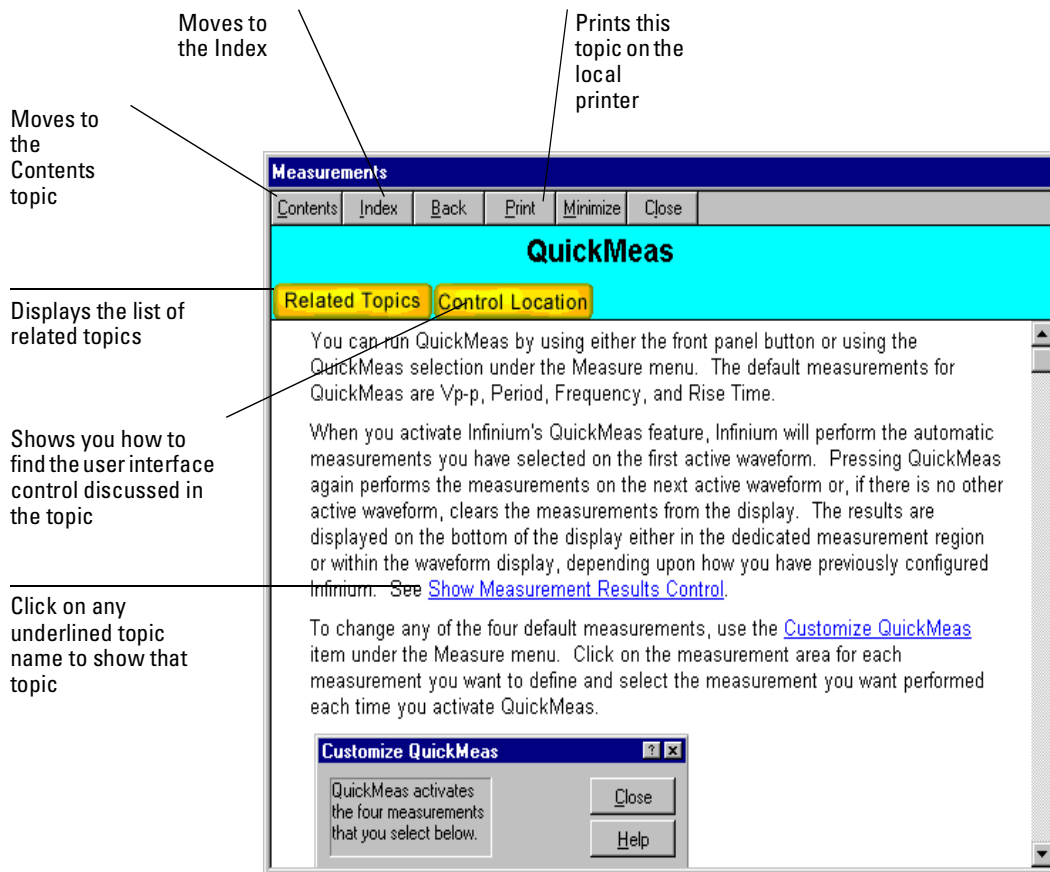 Moves to
the Index
Prints this
topic on the
local
printer
Moves to
the
Contents
topic
Measurements
Contents Index Back Print Minimize Close
QuickMeas
Related Topics Control Location
Displays the list of
related topics
You can run QuickMeas by using either the front panel button or using the
QuickMeas selection under the Measure menu. The default measurements for
QuickMeas are Vp-p, Period, Frequency, and Rise Time.
Shows you how to
find the user interface
control discussed in
the topic
When you activate Infinium's QuickMeas feature, Infinium will perform the automatic
measurements you have selected on the first active waveform. Pressing QuickMeas
again performs the measurements on the next active waveform or, if there is no other
active waveform, clears the measurements from the display. The results are
displayed on the bottom of the display either in the dedicated measurement region
or within the waveform display, depending upon how you have previously configured
Infinium. See Show Measurement Results Control.
Click on any
underlined topic
name to show that
topic
To change any of the four default measurements, use the Customize QuickMeas
item under the Measure menu. Click on the measurement area for each
measurement you want to define and select the measurement you want performed
each time you activate QuickMeas.
Customize QuickMeas
QuickMeas activates
the four measurements
that you select below.
Close
Help